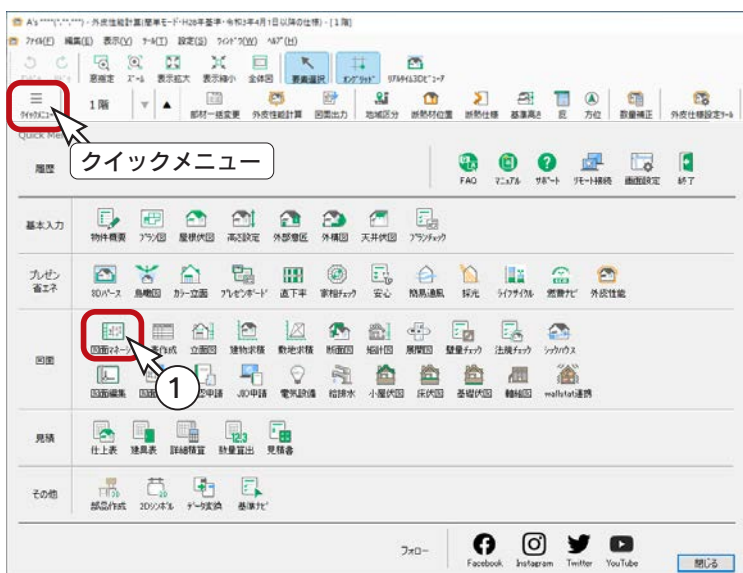 A's ****(*.**.***) - 外皮性能計算(簡単モード・H28年基準・令和3年4月1日以降の仕様) - [1階]
ファイル(F) 編集(E) 表示(V) ツール(T) 設定(S) ウインドウ(W) ヘルプ(H)
窓指定 ズーム 表示拡大 表示縮小 全体図 要素選択 リアルタイム3Dビューア
クイックメニュー 1階 部材一括変更 外皮性能計算 図面出力 地域区分 断熱材位置 断熱仕様 基準高さ 庇 方位 数量補正 外皮仕様設定ツール
クイックメニュー
履歴 FAQ マニュアル サポート リモート接続 画面設定 終了
基本入力 物件概要 プラン図 屋根伏図 高さ設定 外部意匠 外構図 天井伏図 プランチェック
プレゼン
省エネ 3Dパース 鳥瞰図 カラー立面 プレゼンボード 直下率 家相チェック 安心 簡易通風 採光 ライフサイクル 燃費ナビ 外皮性能
図面マネージ 立面図 建物求積 敷地求積 断面図 矩計図 展開図 壁量チェック 法規チェック シックハウス
図面
図面編集 JIO申請 電気設備 給排水 小屋伏図 床伏図 基礎伏図 軸組図 wallstat連携
1
見積 仕上表 建具表 詳細積算 数量算出 見積書
その他 部品作成 2Dシンボル データ変換 基準ナビ
フォロー Facebook Instagram Twitter YouTube 閉じる